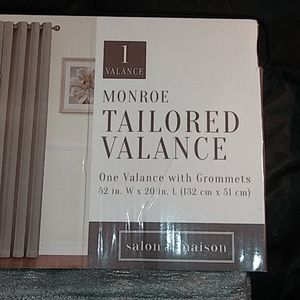 1
VALANCE
MONROE
TAILORED
VALANCE
One Valance with Grommets
52 in. W x 20 in. L (132 cm x 51 cm)
salon maison